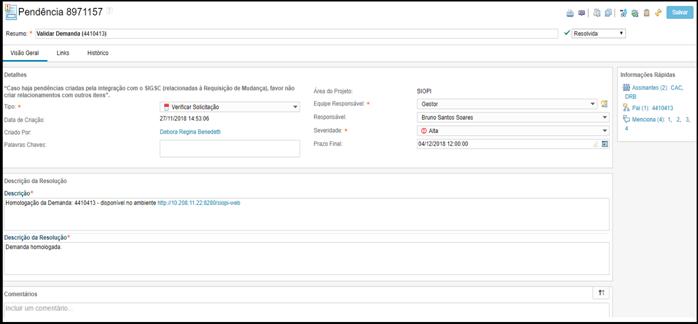 Pendência 8971157
Salvar
Resumo: * Validar Demanda (4410413)
Resolvida
Visão Geral Links Histórico
Detalhes
"Caso haja pendências criadas pela integração com o SIGSC (relacionadas à Requisição de Mudança), favor não
criar relacionamentos com outros itens".
Tipo: * Verificar Solicitação
Data de Criação: 27/11/2018 14:53:06
Criado Por: Debora Regina Benedetti
Palavras Chaves:
Área do Projeto: SIOPI
Equipe Responsável: * Gestor
Responsável: Bruno Santos Soares
Severidade: * Alta
Prazo Final: 04/12/2018 12:00:00
Informações Rápidas
Assinantes (2): CAC,
DRB
Pai (1): 4410413
Menciona (4): 1, 2, 3,
4
Descrição da Resolução
Descrição*
Homologação da Demanda: 4410413 - disponível no ambiente http://10.208.11.22:8280/siopi-web
Descrição da Resolução*
Demanda homologada.
Comentários
Incluir um comentário...